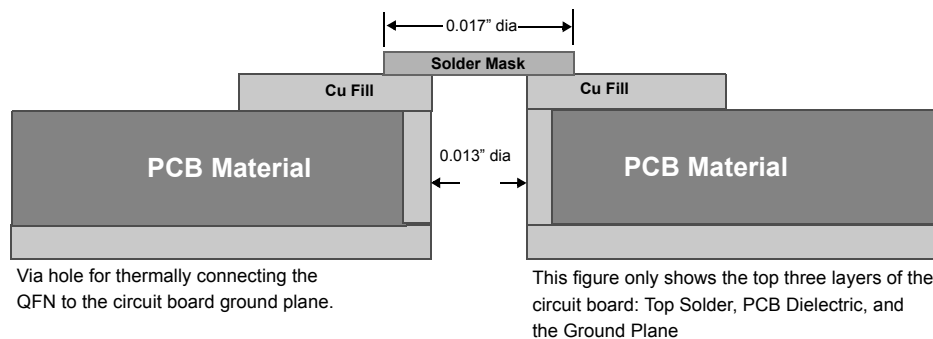 0.017” dia
Solder Mask
Cu Fill
Cu Fill
PCB Material
0.013” dia
PCB Material
Via hole for thermally connecting the
QFN to the circuit board ground plane.
This figure only shows the top three layers of the
circuit board: Top Solder, PCB Dielectric, and
the Ground Plane